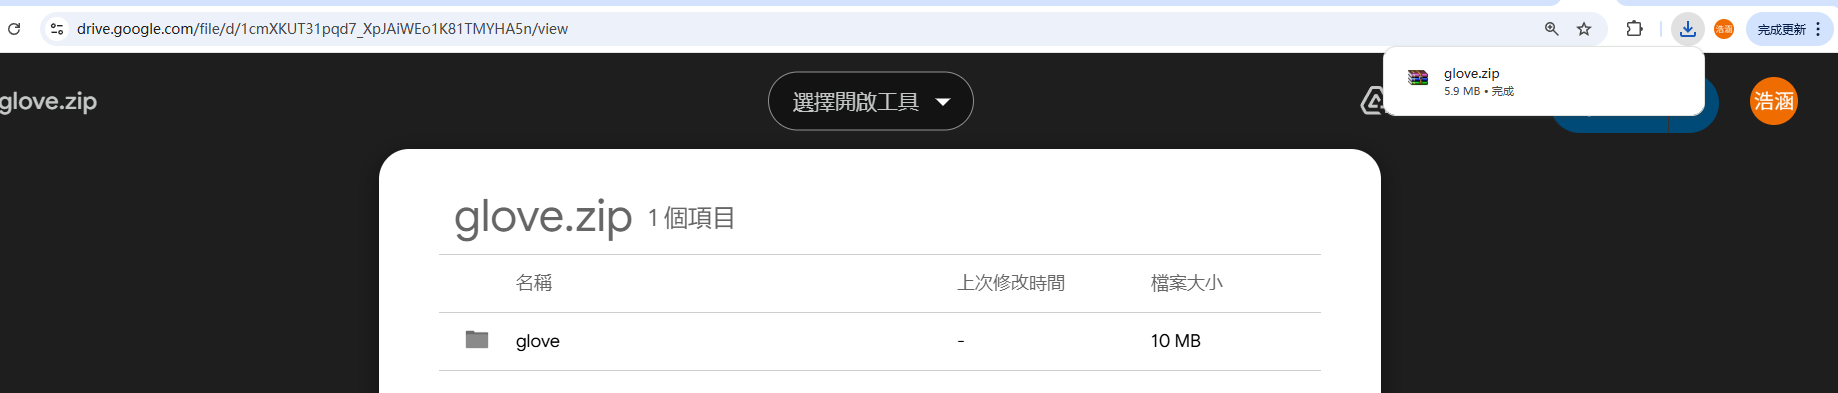 drive.google.com/file/d/1cmXKUT31pqd7_XpJAiWEo1K81TMYHA5n/view
浩涵
完成更新
glove.zip
選擇開啟工具
glove.zip
5.9 MB • 完成
浩涵
glove.zip 1 個項目
名稱 上次修改時間 檔案大小
glove - 10 MB